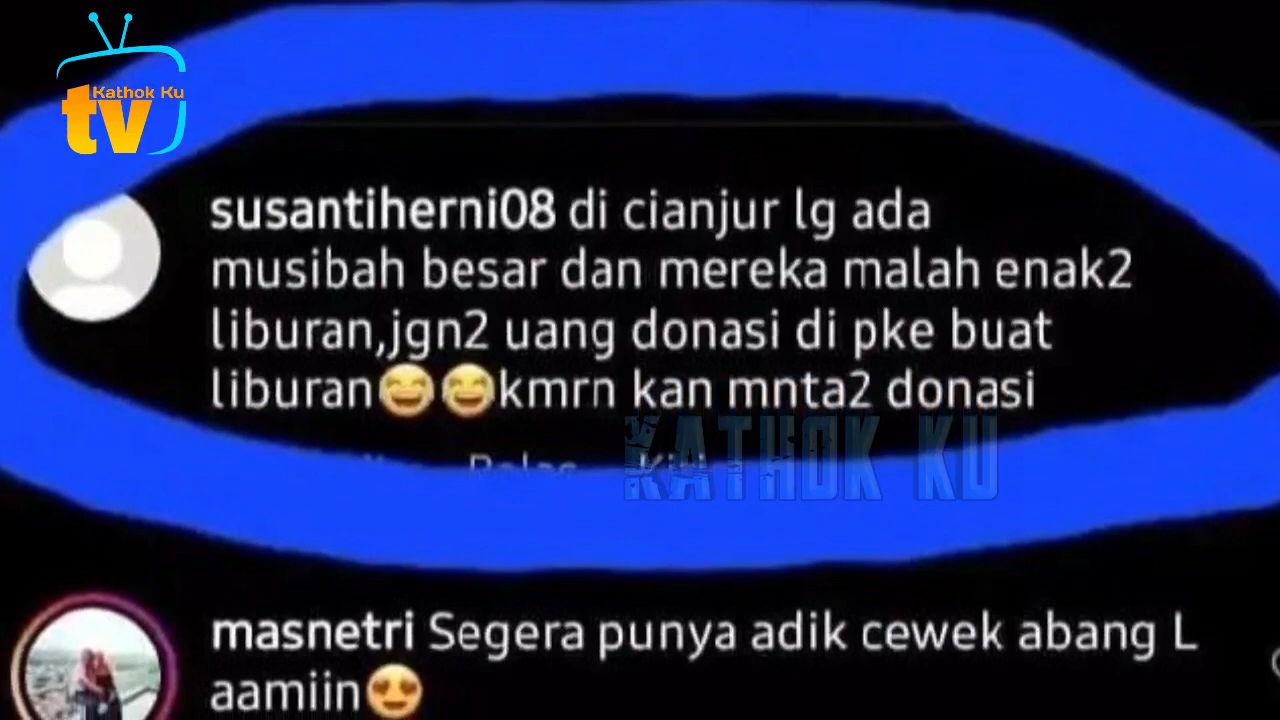 Kathok Ku
tv
susantiherni08 di cianjur lg ada
musibah besar dan mereka malah enak2
liburan,jgn2 uang donasi di pke buat
liburan😅😅kmrn kan mnta2 donasi
Balas
KATHOK KU
masnetri Segera punya adik cewek abang L
aamiin😍